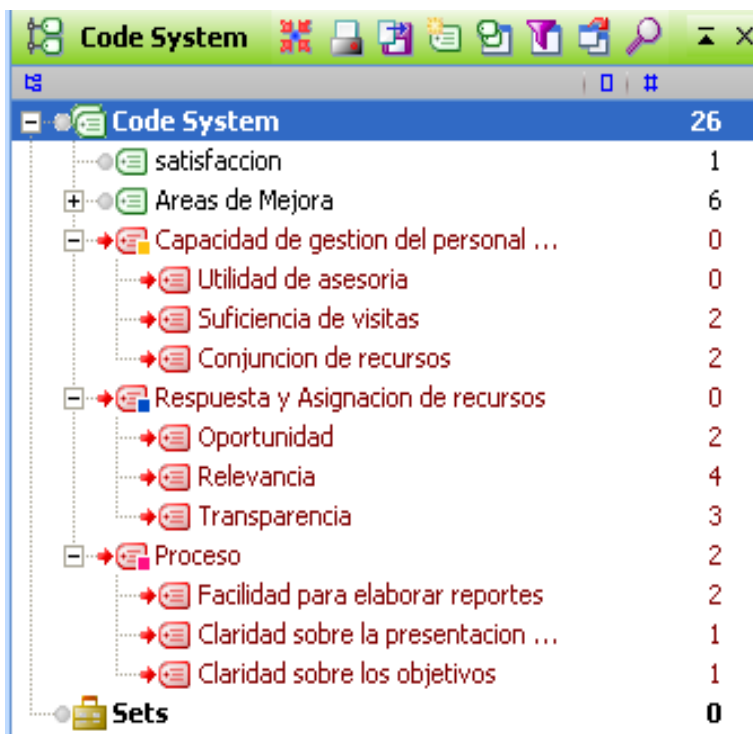 Code System
#
Code System 26
satisfaccion 1
Areas de Mejora 6
Capacidad de gestion del personal ... 0
Utilidad de asesoria 0
Suficiencia de visitas 2
Conjuncion de recursos 2
Respuesta y Asignacion de recursos 0
Oportunidad 2
Relevancia 4
Transparencia 3
Proceso 2
Facilidad para elaborar reportes 2
Claridad sobre la presentacion ... 1
Claridad sobre los objetivos 1
Sets 0